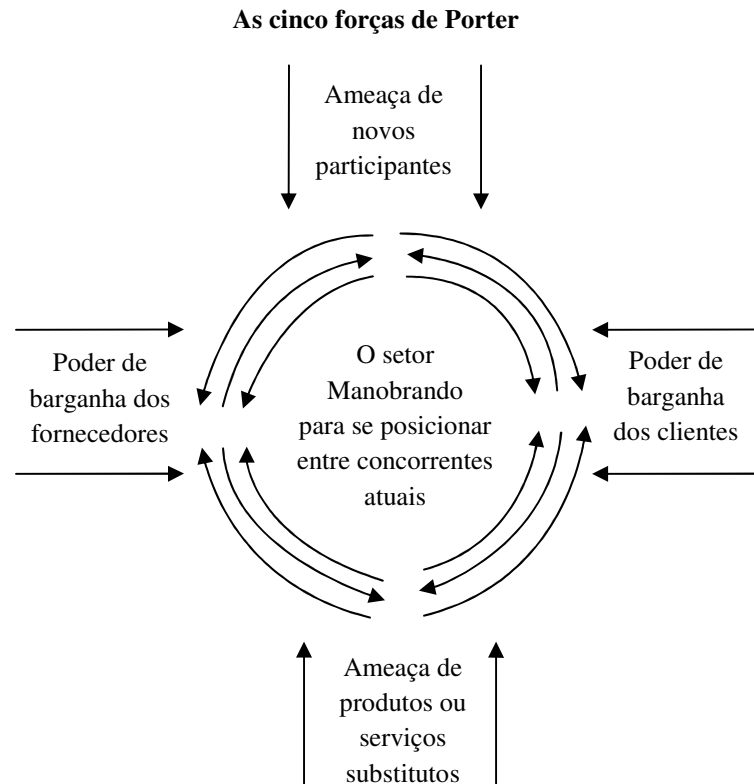 As cinco forças de Porter
Ameaça de
novos
participantes
Poder de
barganha dos
fornecedores
O setor
Manobrando
para se posicionar
entre concorrentes
atuais
Poder de
barganha
dos clientes
Ameaça de
produtos ou
serviços
substitutos